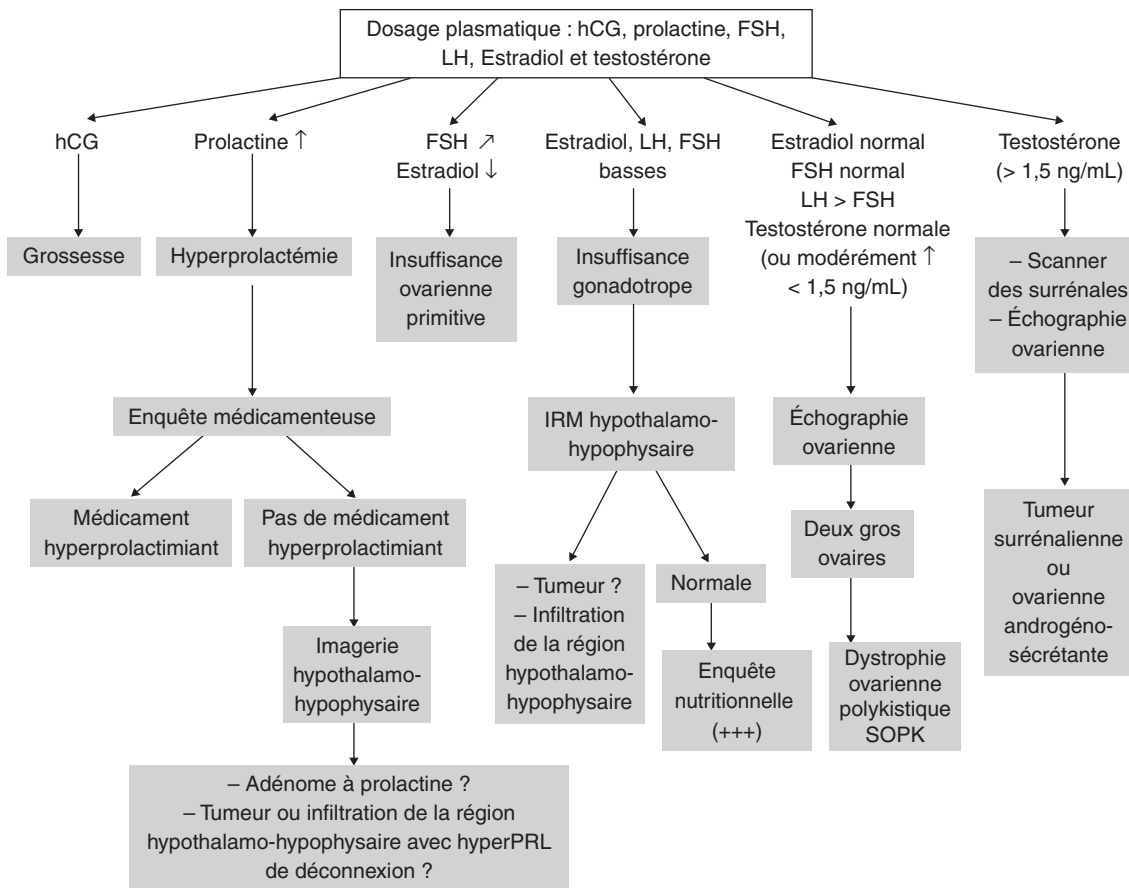 Dosage plasmatique : hCG, prolactine, FSH,
LH, Estradiol et testostérone
hCG
Grossesse
Prolactine ↑
Hyperprolactémie
Enquête médicamenteuse
Médicament
hyperprolactimiant
Pas de médicament
hyperprolactimiant
Imagerie
hypothalamo-
hypophysaire
– Adénome à prolactine ?
– Tumeur ou infiltration de la région
hypothalamo-hypophysaire avec hyperPRL
de déconnexion ?
FSH ↗
Estradiol ↓
Insuffisance
ovarienne
primitive
Estradiol, LH, FSH
basses
Insuffisance
gonadotrope
IRM hypothalamo-
hypophysaire
– Tumeur ?
– Infiltration
de la région
hypothalamo-
hypophysaire
Normale
Enquête
nutritionnelle
(+++)
Estradiol normal
FSH normal
LH > FSH
Testostérone normale
(ou modérément ↑
< 1,5 ng/mL)
Échographie
ovarienne
Deux gros
ovaires
Dystrophie
ovarienne
polykistique
SOPK
Testostérone
(> 1,5 ng/mL)
– Scanner
des surrénales
– Échographie
ovarienne
Tumeur
surrénalienne
ou
ovarienne
androgéno-
sécrétante